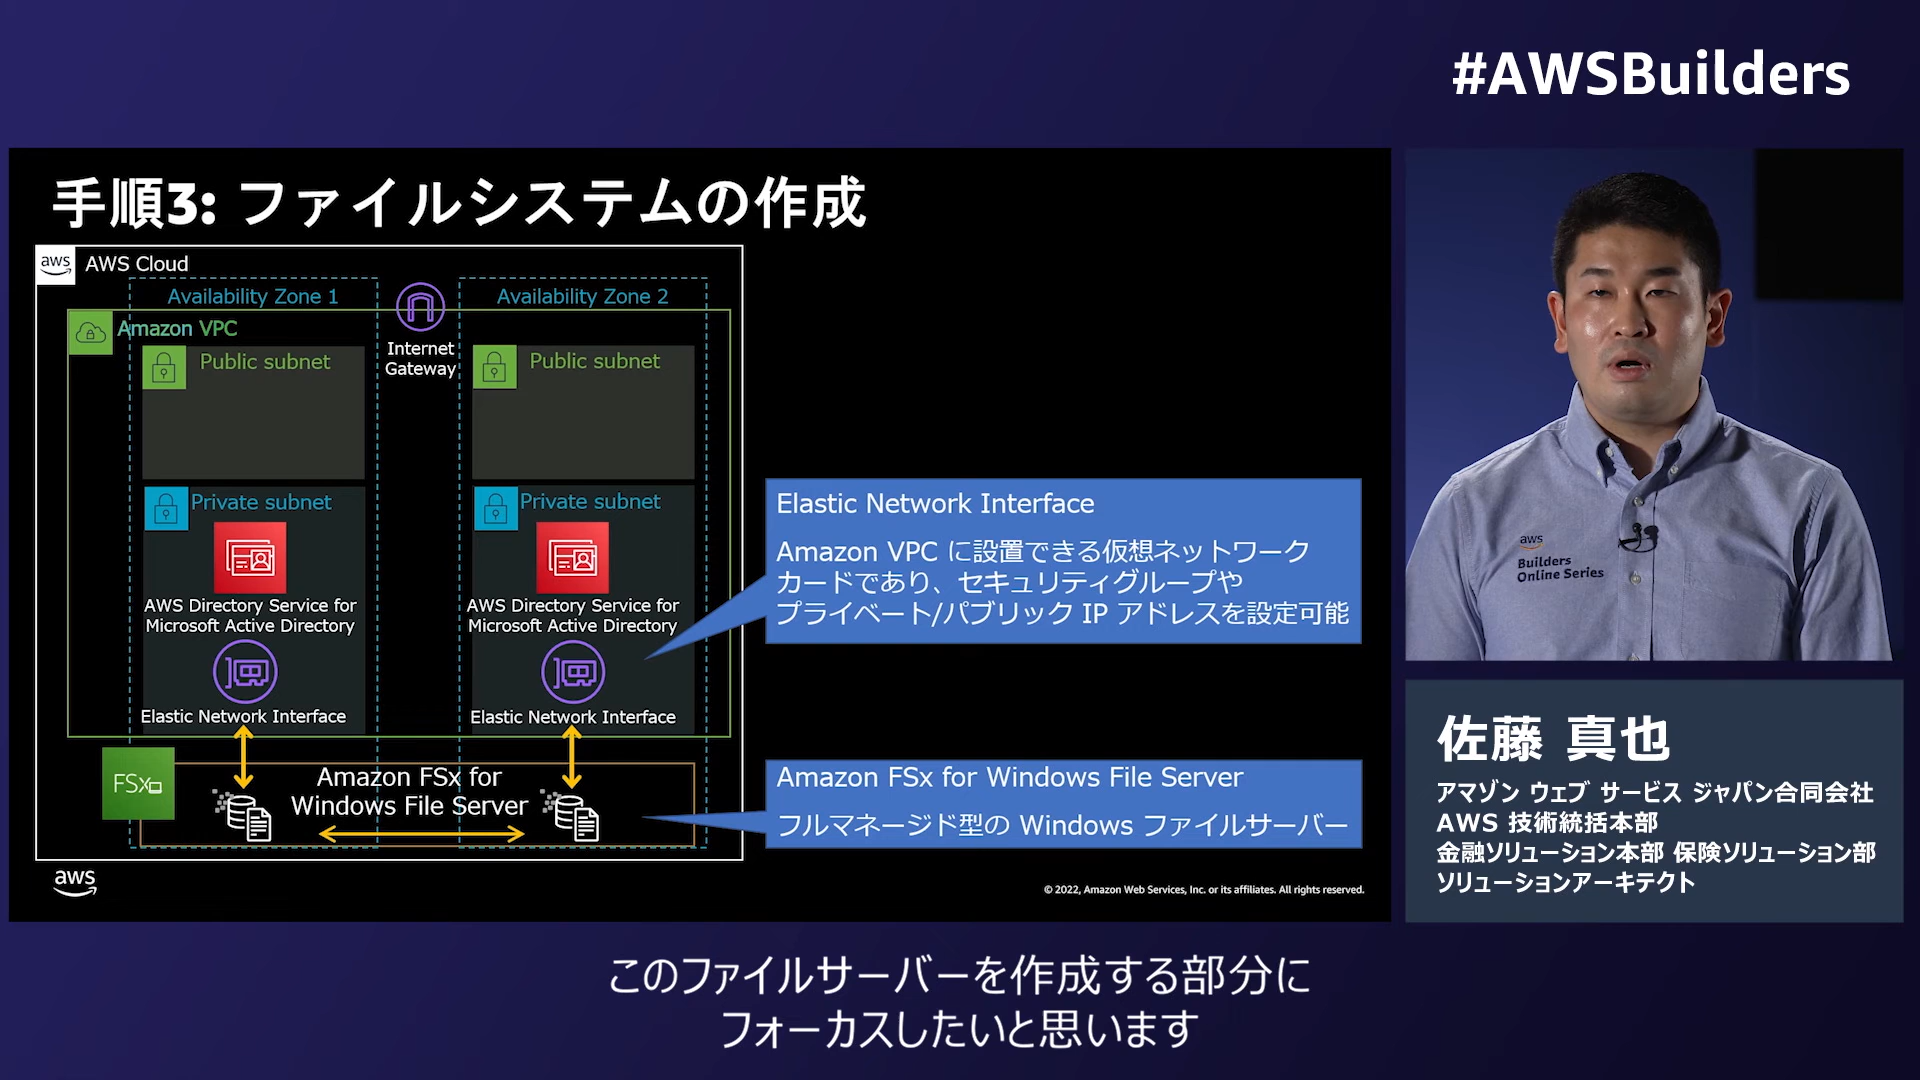 #AWSBuilders
手順3: ファイルシステムの作成
aws
AWS Cloud
Availability Zone 1
Availability Zone 2
Amazon VPC
Internet
Gateway
Public subnet
Public subnet
Private subnet
Private subnet
AWS Directory Service for
Microsoft Active Directory
AWS Directory Service for
Microsoft Active Directory
Elastic Network Interface
Elastic Network Interface
FSx
Amazon FSx for
Windows File Server
Elastic Network Interface
Amazon VPC に設置できる仮想ネットワーク
カードであり、セキュリティグループや
プライベート/パブリック IP アドレスを設定可能
Amazon FSx for Windows File Server
フルマネージド型の Windows ファイルサーバー
aws
© 2022, Amazon Web Services, Inc. or its affiliates. All rights reserved.
aws
Builders
Online Series
佐藤 真也
アマゾン ウェブ サービス ジャパン合同会社
AWS 技術統括本部
金融ソリューション本部 保険ソリューション部
ソリューションアーキテクト
このファイルサーバーを作成する部分に
フォーカスしたいと思います